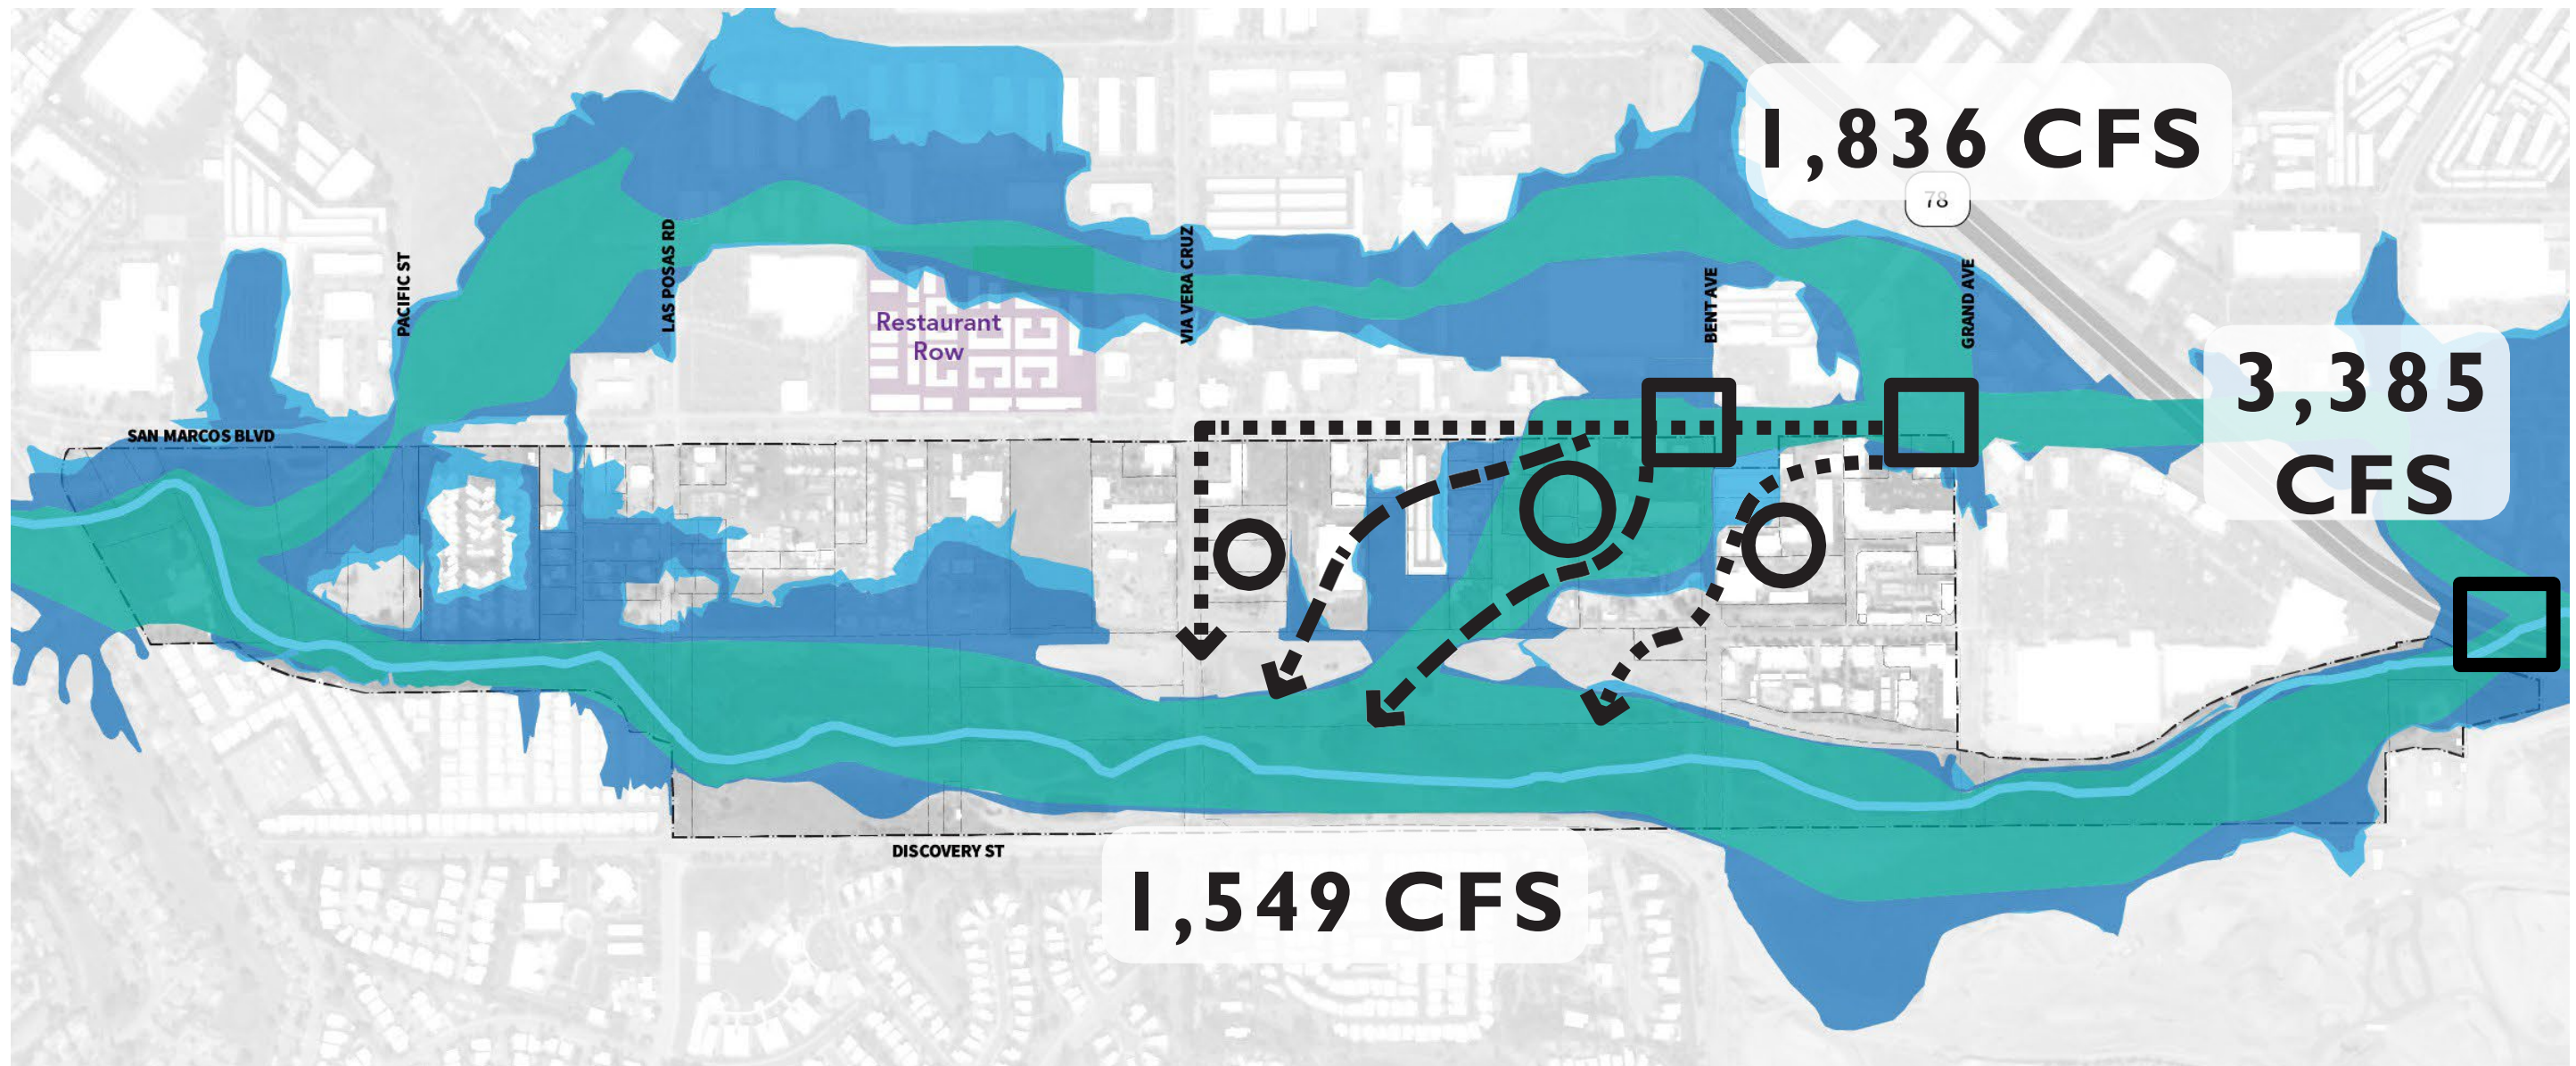 1,836 CFS
78
PACIFIC ST
LAS POSAS RD
VIA VERA CRUZ
BENT AVE
GRAND AVE
Restaurant
Row
3,385
CFS
SAN MARCOS BLVD
DISCOVERY ST
1,549 CFS